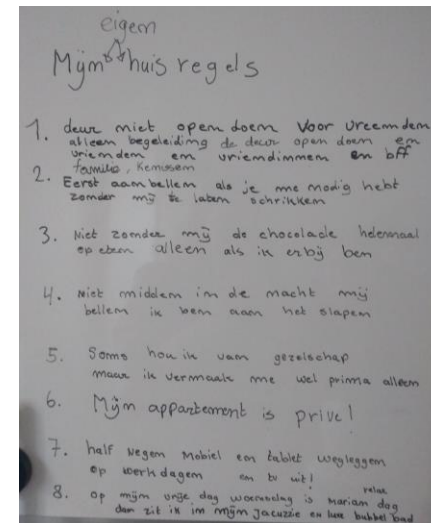 eigen
Mijn huis regels
1. deur niet open doen voor vreemden
alleen begeleiding de deur open doen en
vrienden en vriendinnen en bff
familie, kennissen
2. Eerst aanbellen als je me nodig hebt
zonder mij te laten schrikken
3. Niet zonder mij de chocolade helemaal
op eten alleen als ik erbij ben
4. Niet midden in de nacht mij
bellen ik ben aan het slapen
5. Soms hou ik van gezelschap
maar ik vermaak me wel prima alleen
6. Mijn appartement is privé!
7. half negen mobiel en tablet wegleggen
op werkdagen en tv uit!
relax
8. op mijn vrije dag woensdag is mariam dag
dan zit ik in mijn jacuzzie en luxe bubbel bad